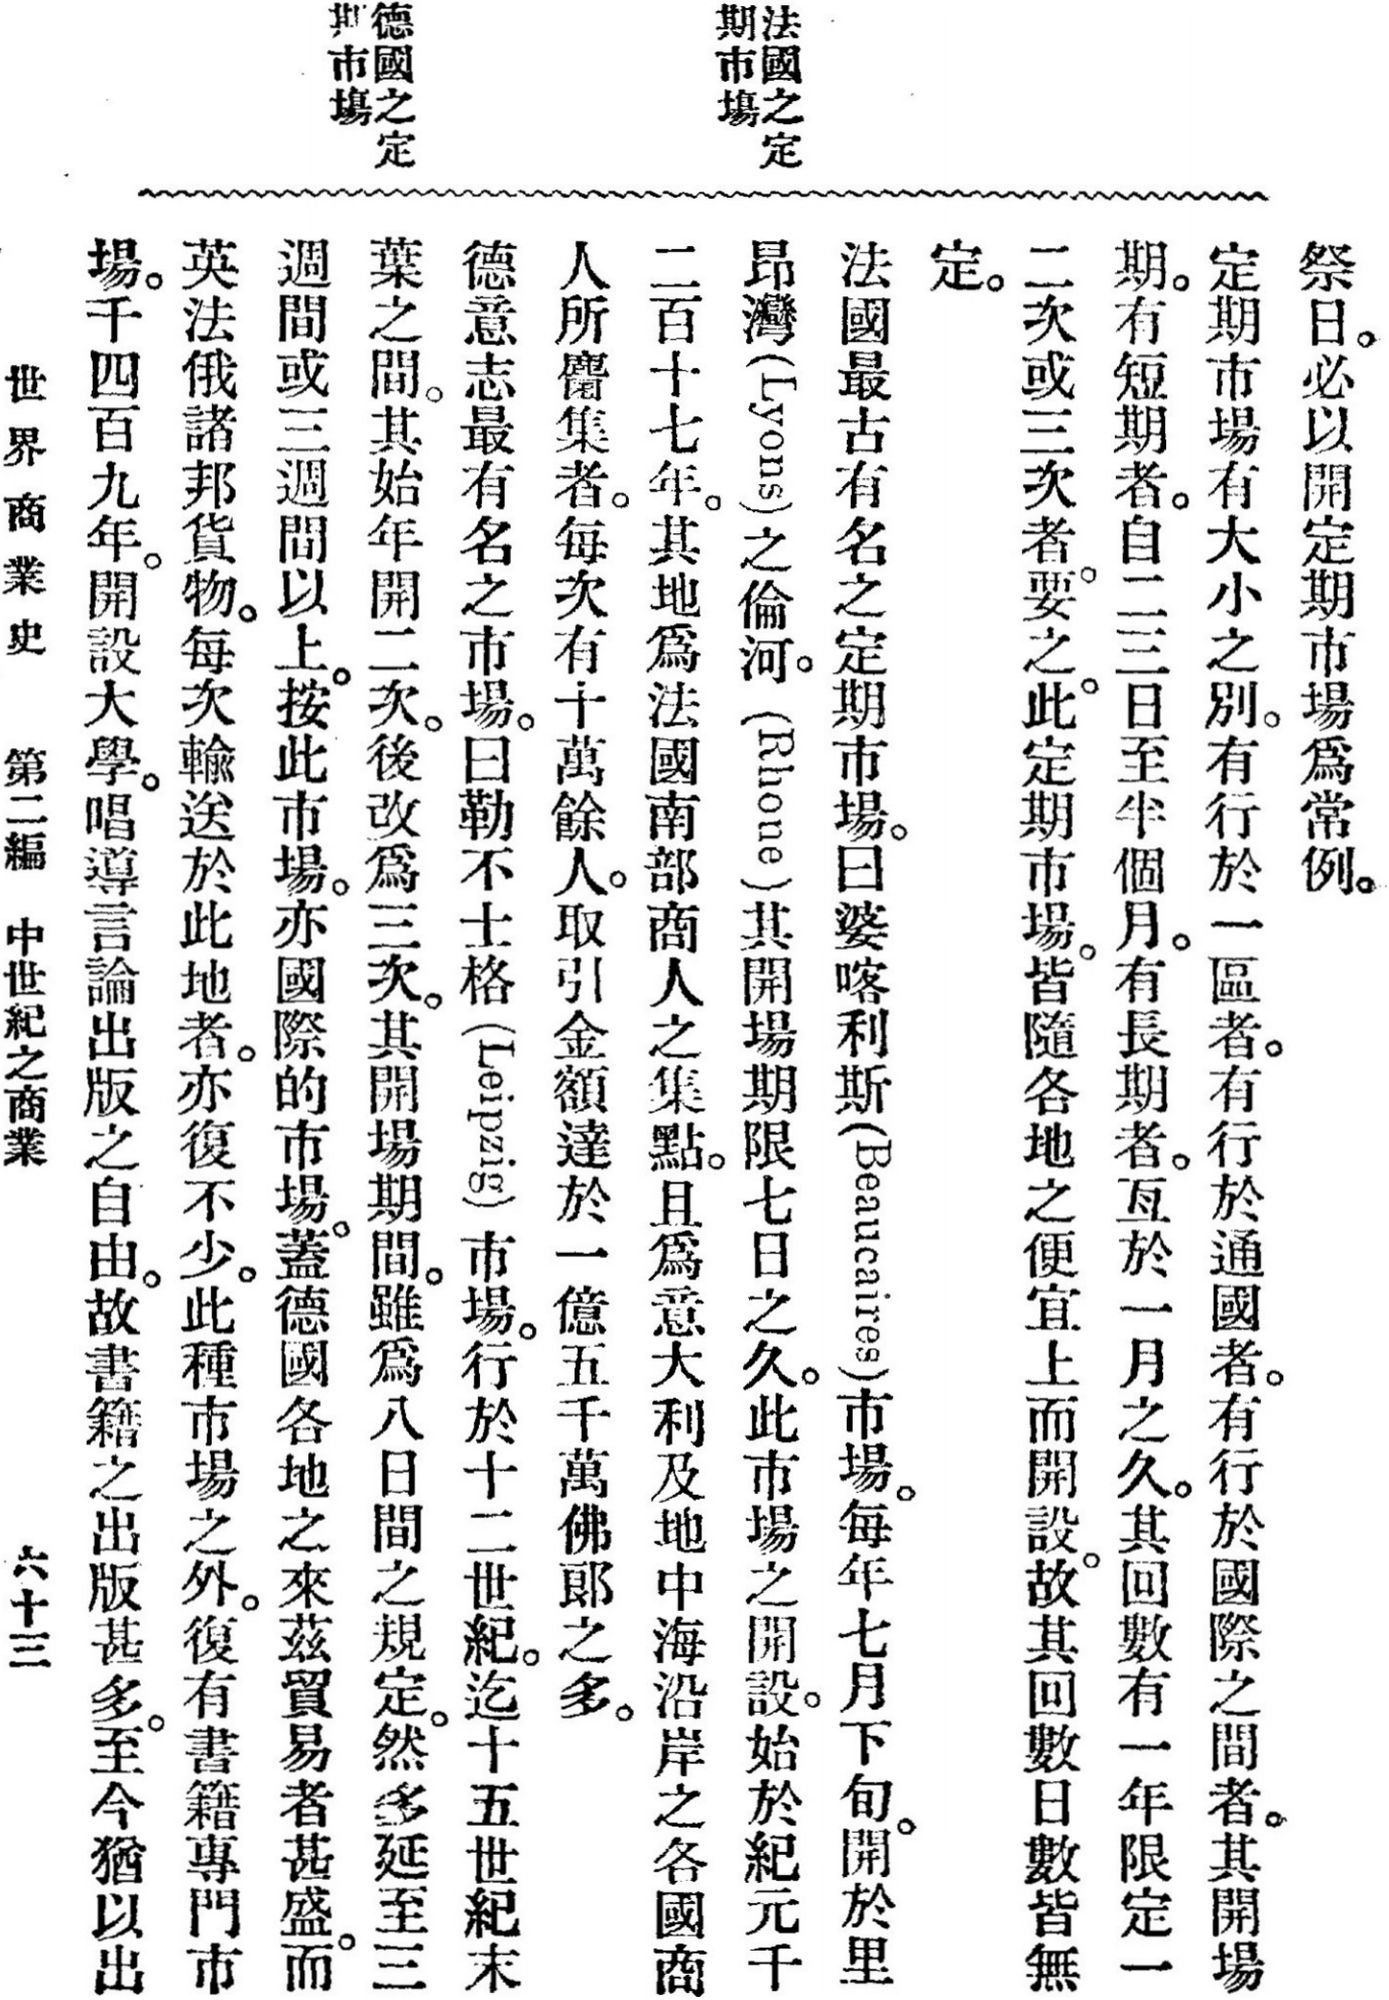 法國之定
期市塲
德國之定
期市塲
祭日。必以開定期市場爲常例。
定期市場有大小之別。有行於一區者。有行於通國者。有行於國際之間者。其開場
期。有短期者。自二三日至半個月。有長期者。亙於一月之久。其回數有一年限定一
二次或三次者。要之。此定期市場。皆隨各地之便宜上而開設。故其回數日數皆無
定。
法國最古有名之定期市場。曰婆喀利斯(Beaucaires)市場。每年七月下旬。開於里
昂灣(Lyons)之倫河。(Rhone)其開場期限七日之久。此市場之開設。始於紀元千
二百十七年。其地爲法國南部商人之集點。且爲意大利及地中海沿岸之各國商
人所麕集者。每次有十萬餘人。取引金額達於一億五千萬佛郎之多。
德意志最有名之市場。曰勒不士格(Leipzig)市場。行於十二世紀。迄十五世紀末
葉之間。其始年開二次。後改爲三次。其開場期間。雖爲八日間之規定。然多延至三
週間或三週間以上。按此市場。亦國際的市場。蓋德國各地之來茲貿易者甚盛。而
英法俄諸邦貨物。每次輸送於此地者。亦復不少。此種市場之外。復有書籍專門市
場。千四百九年。開設大學。唱導言論出版之自由。故書籍之出版甚多。至今猶以出
世界商業史　第二編　中世紀之商業　六十三